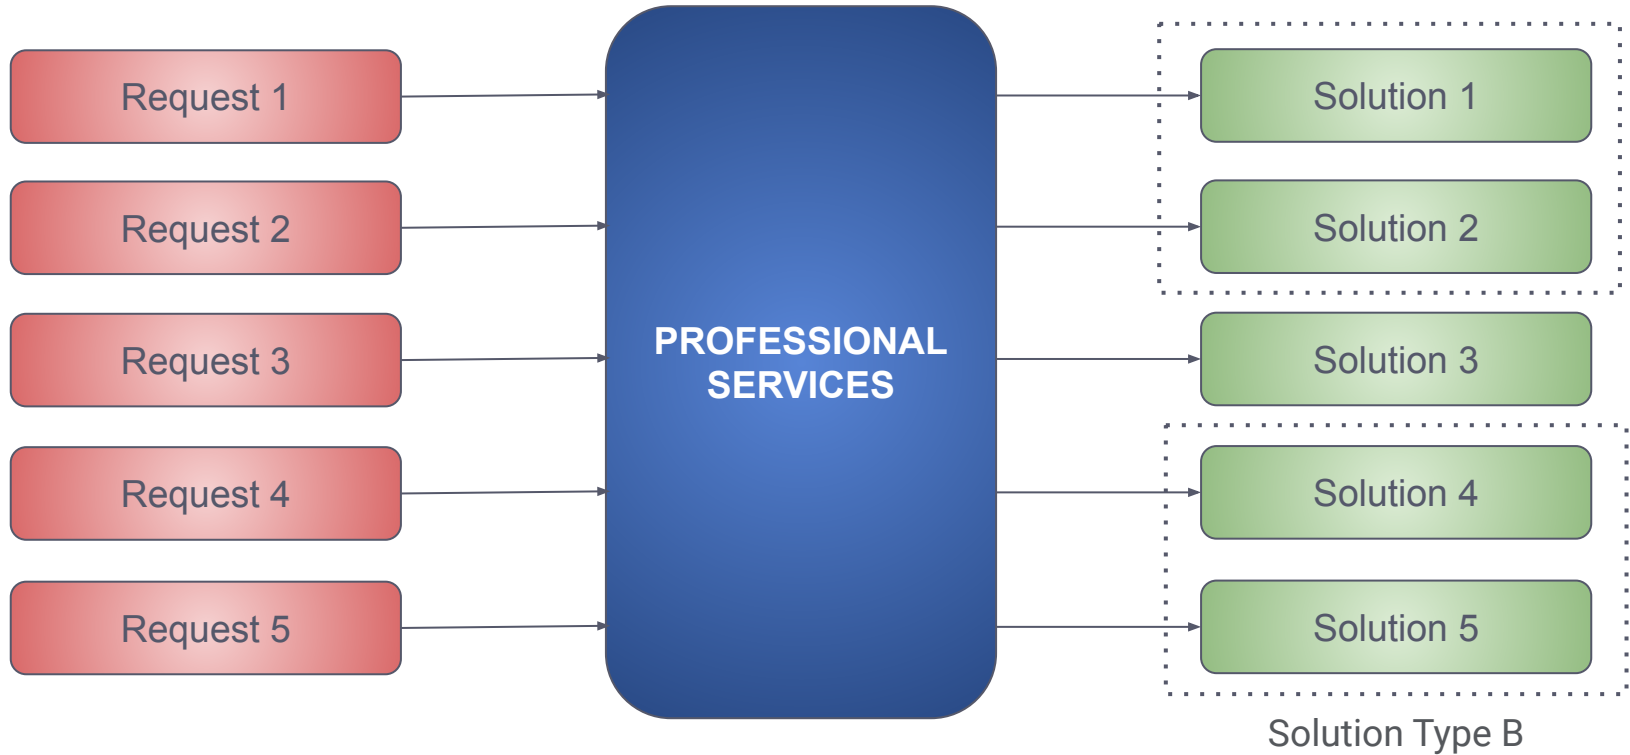 Request 1
Request 2
Request 3
Request 4
Request 5
PROFESSIONAL
SERVICES
Solution 1
Solution 2
Solution 3
Solution 4
Solution 5
Solution Type B